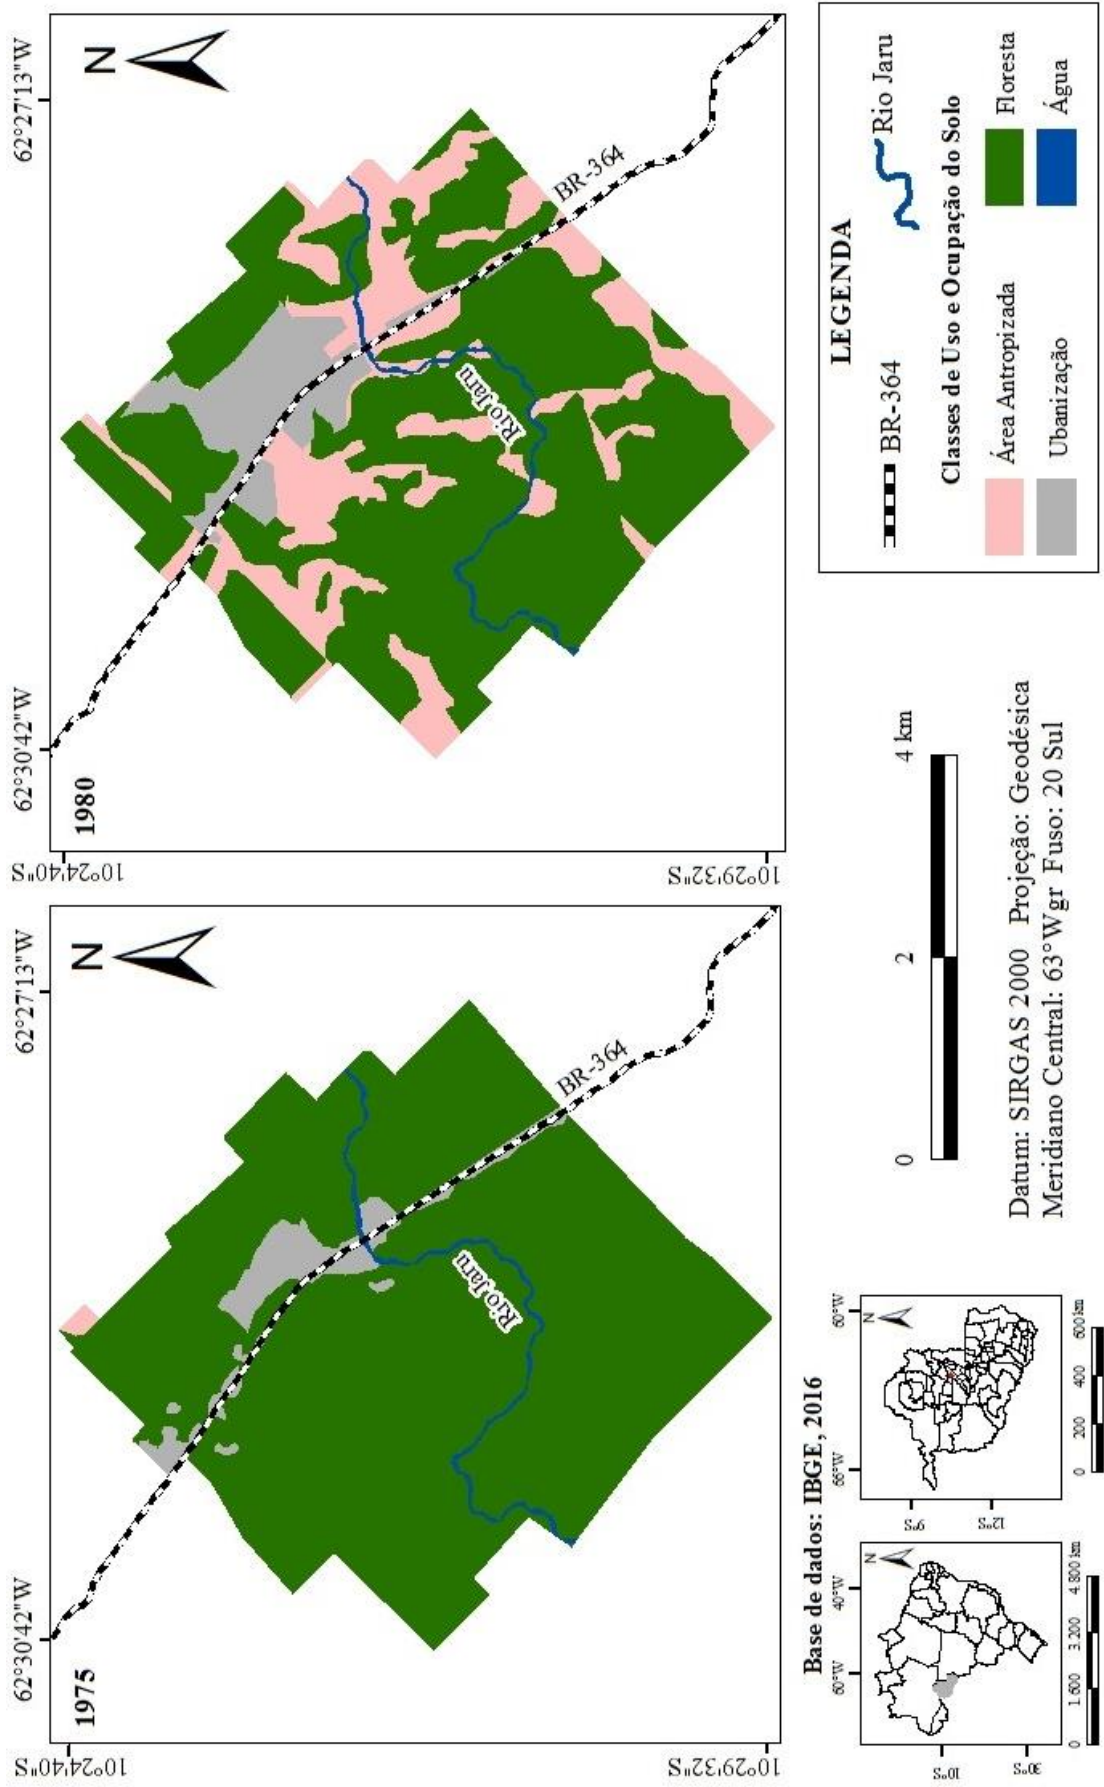 62°30'42"W
62°27'13"W
10°24'40"S
1975
N
BR-364
Rio Jaru
10°29'32"S
62°30'42"W
62°27'13"W
10°24'40"S
1980
N
BR-364
Rio Jaru
10°29'32"S
Base de dados: IBGE, 2016
60°W
40°W
N
10°S
30°S
0
1.600
3.200
4.800 km
66°W
60°W
N
9°S
12°S
0
200
400
600 km
0
2
4 km
Datum: SIRGAS 2000 Projeção: Geodésica
Meridiano Central: 63°Wgr Fuso: 20 Sul
LEGENDA
BR-364
Rio Jaru
Classes de Uso e Ocupação do Solo
Área Antropizada
Floresta
Ubanização
Água